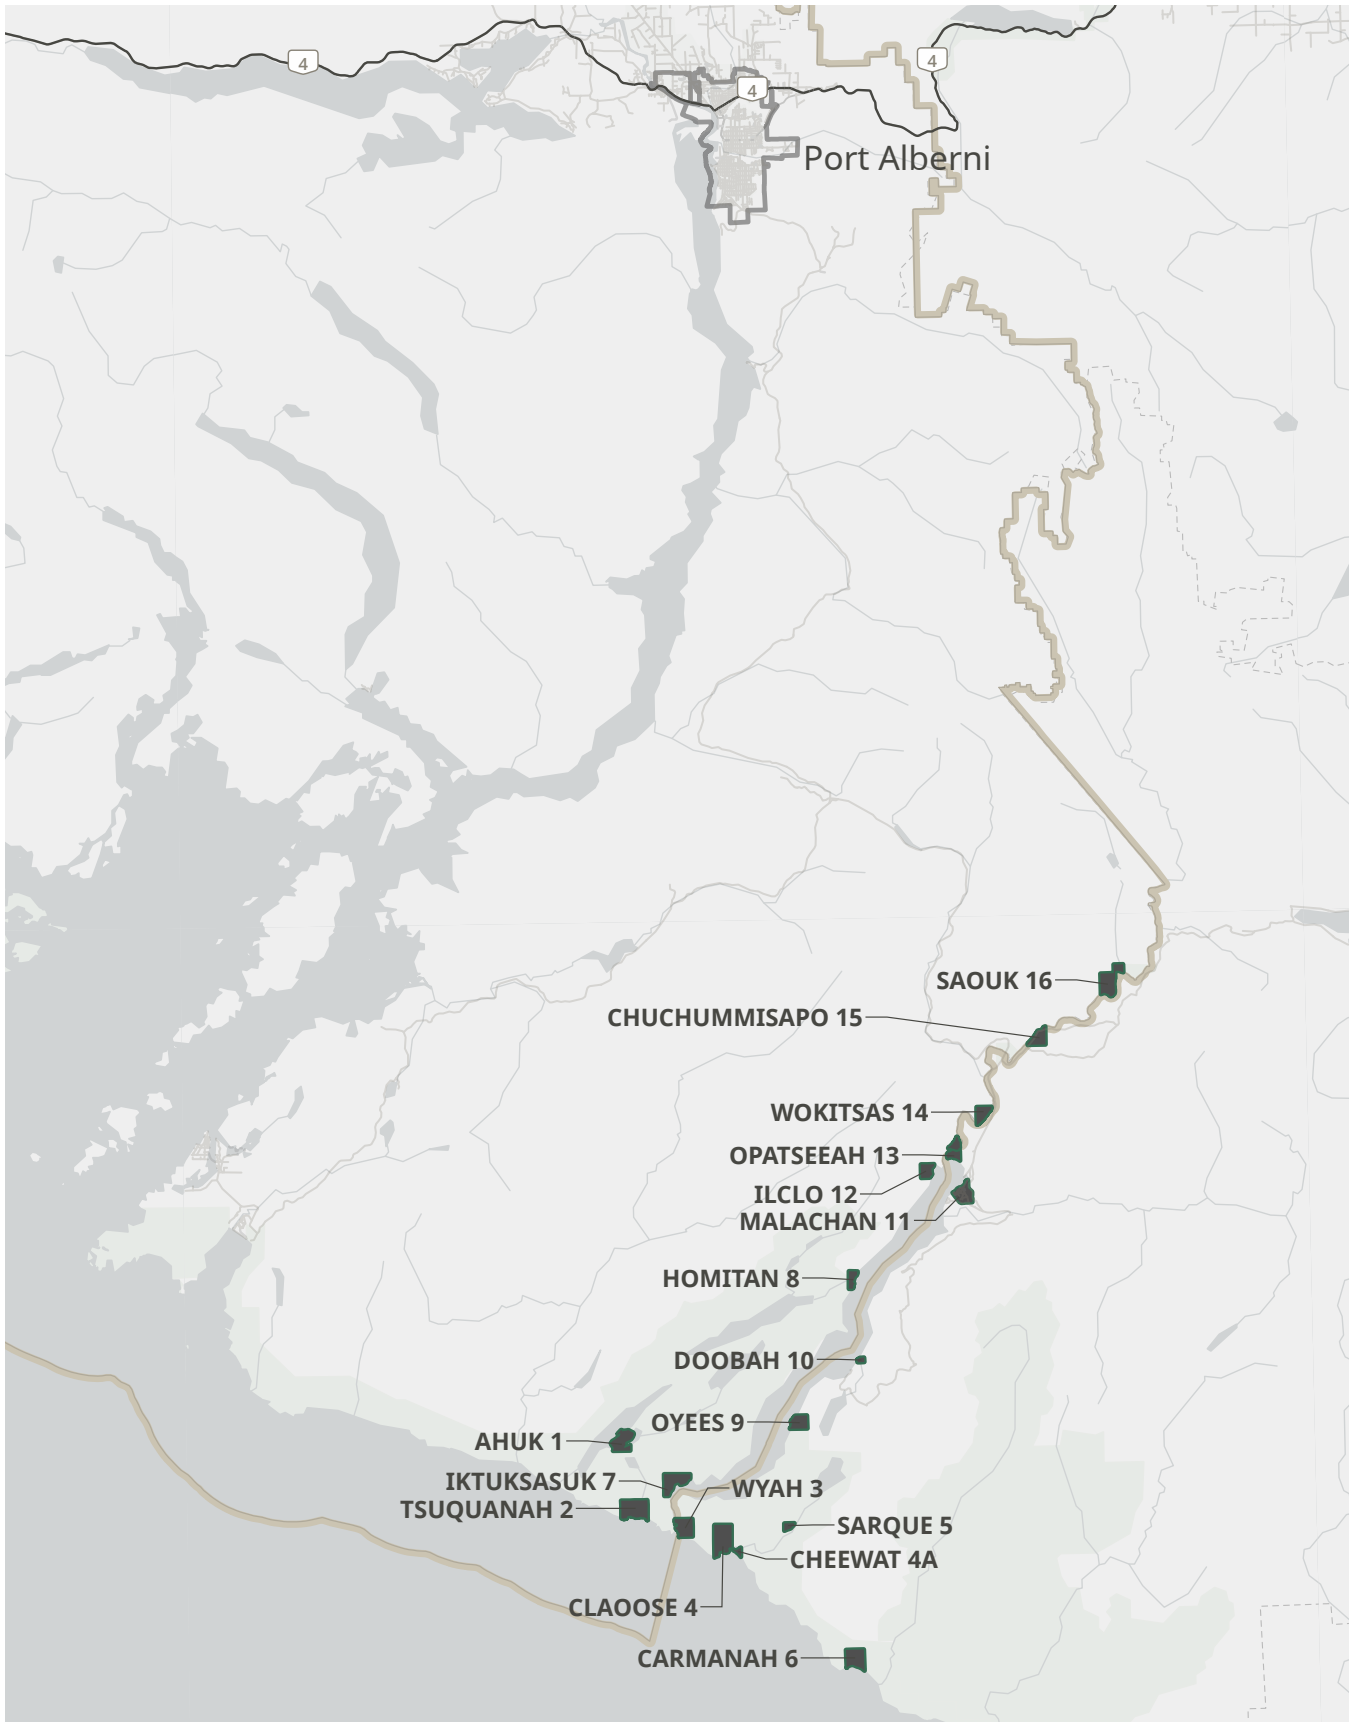 4
4
4
Port Alberni
SAOUK 16
CHUCHUMMISAPO 15
WOKITSAS 14
OPATSEEAH 13
ILCLO 12
MALACHAN 11
HOMITAN 8
DOOBAH 10
OYEES 9
AHUK 1
IKTUKSASUK 7
WYAH 3
TSUQUANAH 2
SARQUE 5
CHEEWAT 4A
CLAOOSE 4
CARMANAH 6